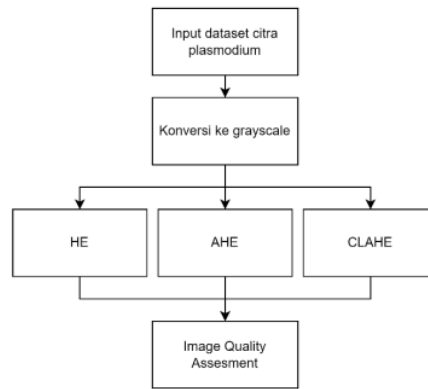 Input dataset citra
plasmodium
Konversi ke grayscale
HE
AHE
CLAHE
Image Quality
Assesment